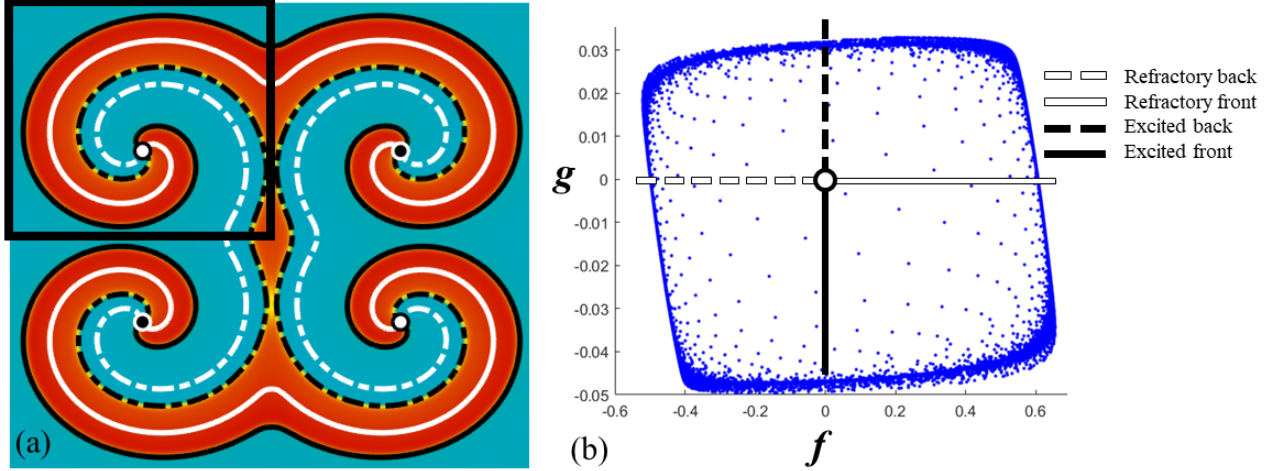 (a)
(b)
g
0.03
0.02
0.01
0
-0.01
-0.02
-0.03
-0.04
-0.05
-0.6 -0.4 -0.2 0 0.2 0.4 0.6
f
Refractory back
Refractory front
Excited back
Excited front